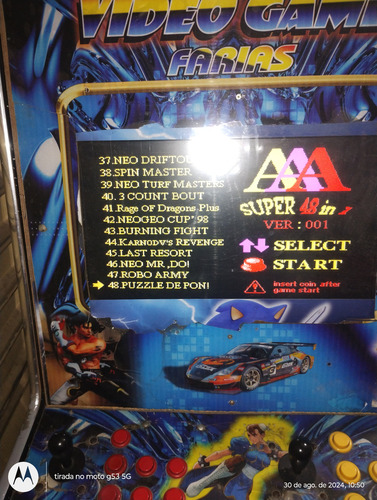 VIDEO GAME
FARIAS
37.NEO DRIFTOU
38.SPIN MASTER
39.NEO TURF MASTERS
40. 3 COUNT BOUT
41.RAGE OF DRAGONS PLUS
42.NEOGEO CUP'98
43.BURNING FIGHT
44.KARNODV'S REVENGE
45.LAST RESORT
46.NEO MR.,DO!
47.ROBO ARMY
48.PUZZLE DE PON!
AAA
SUPER 48 in 1
VER : 001
SELECT
START
insert coin after
game start
tirada no moto g53 5G
30 de ago. de 2024, 10:50